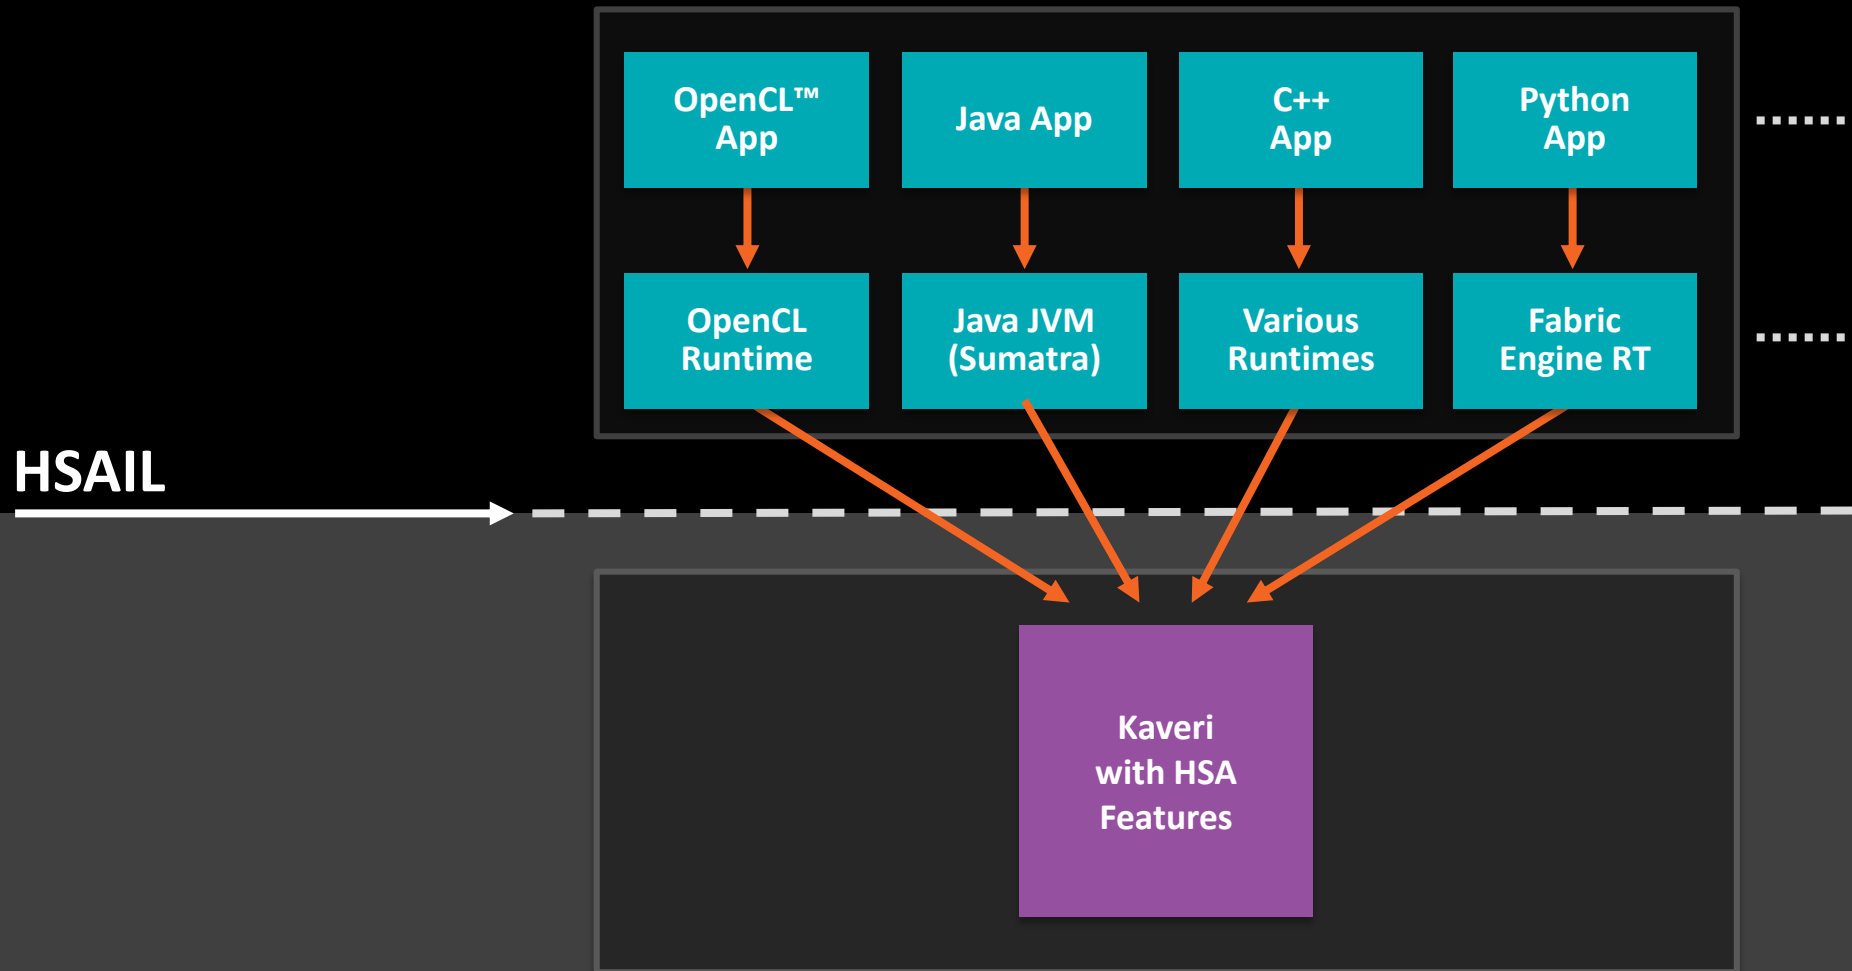 OpenCL™
App
Java App
C++
App
Python
App
OpenCL
Runtime
Java JVM
(Sumatra)
Various
Runtimes
Fabric
Engine RT
HSAIL
Kaveri
with HSA
Features